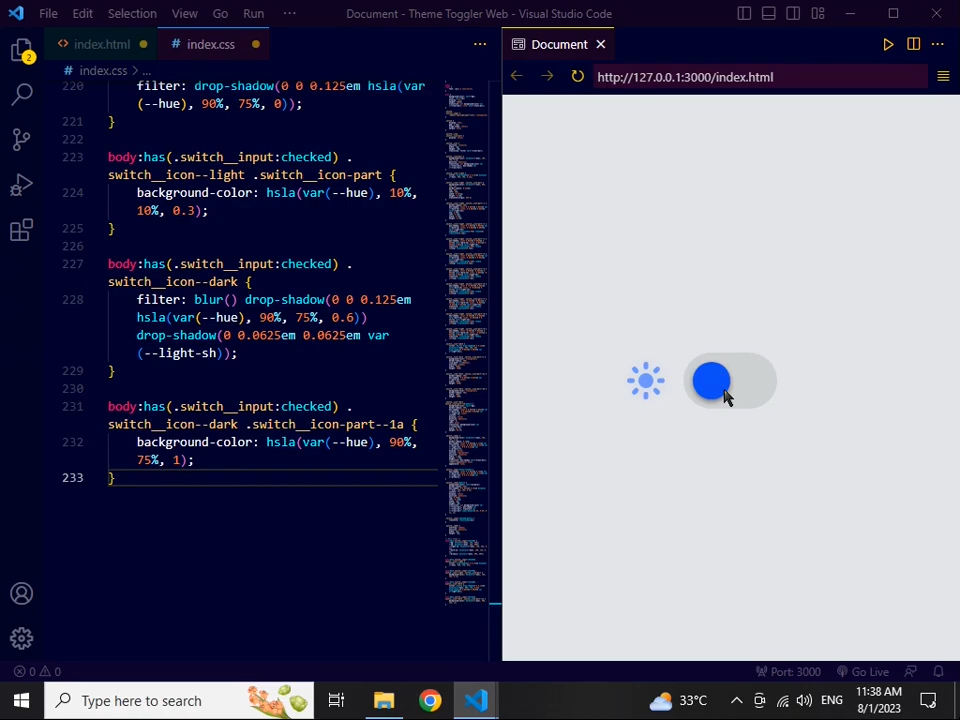 File Edit Selection View Go Run ··· Document - Theme Toggler Web - Visual Studio Code
index.html
# index.css
···
Document
# index.css > ...
http://127.0.0.1:3000/index.html
220 filter: drop-shadow(0 0 0.125em hsla(var
(--hue), 90%, 75%, 0));
221 }
222
223 body:has(.switch__input:checked) .
switch__icon--light .switch__icon-part {
224 background-color: hsla(var(--hue), 10%,
10%, 0.3);
225 }
226
227 body:has(.switch__input:checked) .
switch__icon--dark {
228 filter: blur() drop-shadow(0 0 0.125em
hsla(var(--hue), 90%, 75%, 0.6))
drop-shadow(0 0.0625em 0.0625em var
(--light-sh));
229 }
230
231 body:has(.switch__input:checked) .
switch__icon--dark .switch__icon-part--1a {
232 background-color: hsla(var(--hue), 90%,
75%, 1);
233 }
2
0 0
Port: 3000 Go Live
Type here to search
33°C
ENG
11:38 AM
8/1/2023